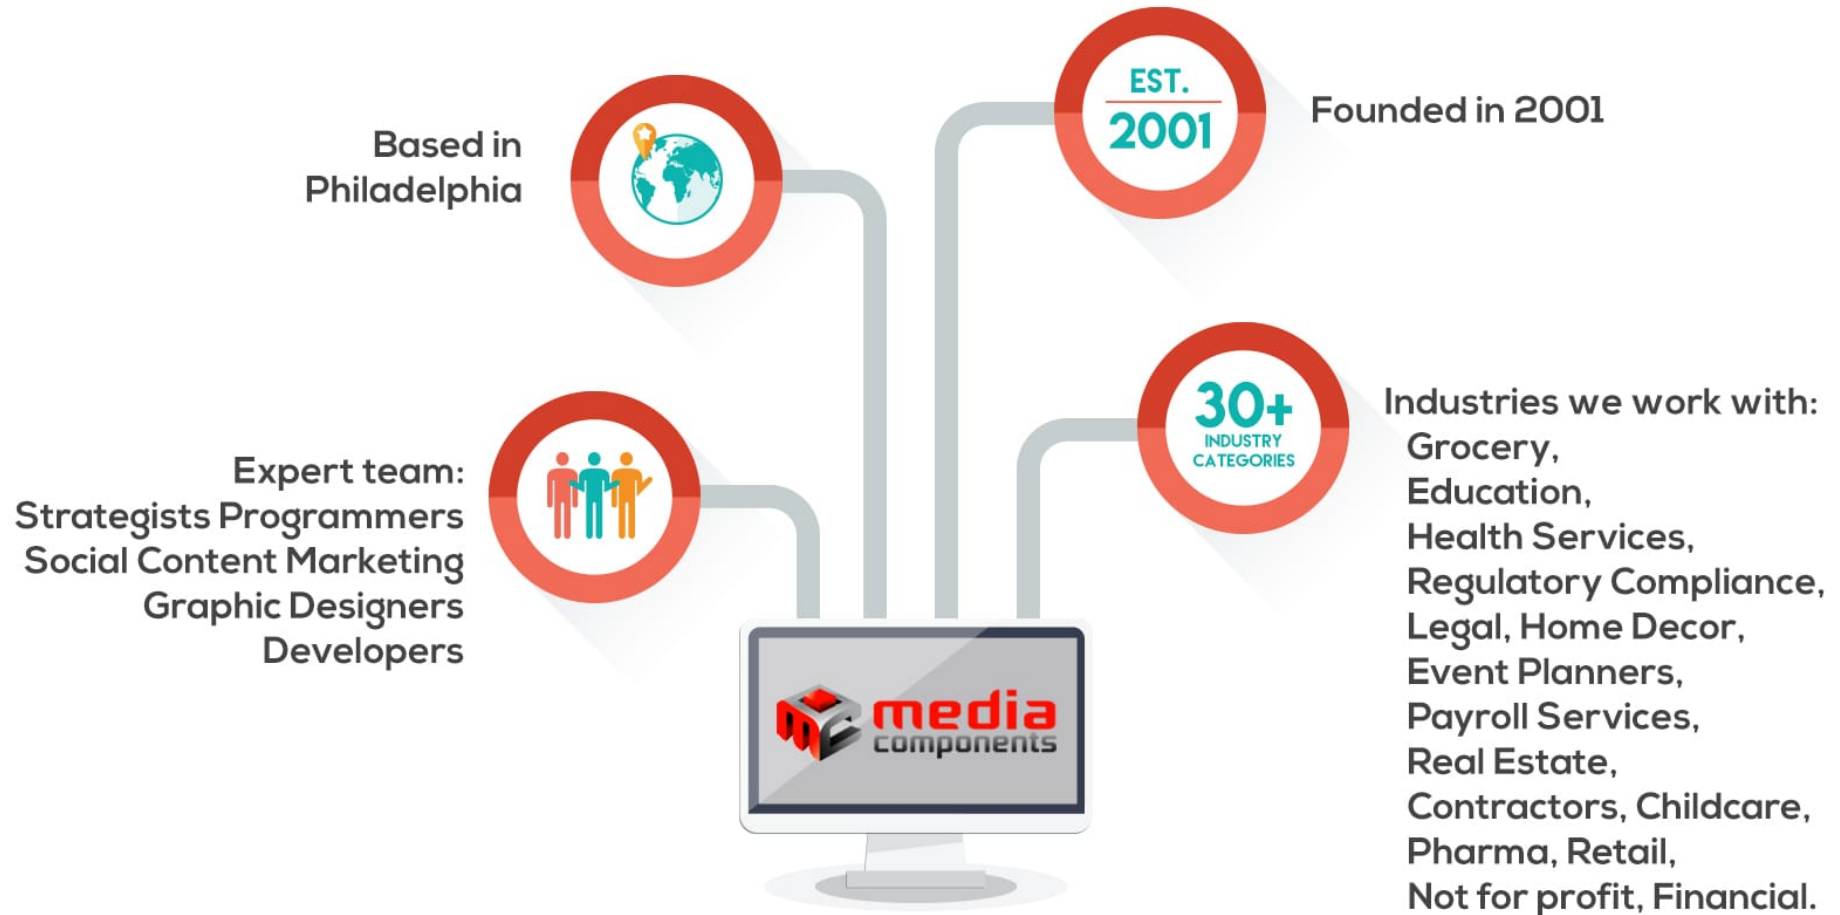 Based in
Philadelphia
EST.
2001
Founded in 2001
Expert team:
Strategists Programmers
Social Content Marketing
Graphic Designers
Developers
30+
INDUSTRY
CATEGORIES
Industries we work with:
Grocery,
Education,
Health Services,
Regulatory Compliance,
Legal, Home Decor,
Event Planners,
Payroll Services,
Real Estate,
Contractors, Childcare,
Pharma, Retail,
Not for profit, Financial.
mc
media
components